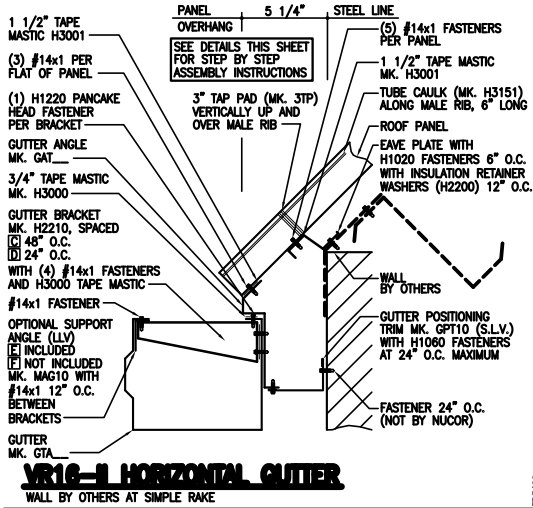 PANEL OVERHANG
5 1/4"
STEEL LINE
SEE DETAILS THIS SHEET
FOR STEP BY STEP
ASSEMBLY INSTRUCTIONS
1 1/2" TAPE
MASTIC H3001
(3) #14x1 PER
FLAT OF PANEL
(1) H1220 PANCAKE
HEAD FASTENER
PER BRACKET
GUTTER ANGLE
MK. GAT__
3/4" TAPE MASTIC
MK. H3000
GUTTER BRACKET
MK. H2210, SPACED
C 48" O.C.
D 24" O.C.
WITH (4) #14x1 FASTENERS
AND H3000 TAPE MASTIC
#14x1 FASTENER
OPTIONAL SUPPORT
ANGLE (LLV)
E INCLUDED
F NOT INCLUDED
MK. MAG10 WITH
#14x1 12" O.C.
BETWEEN
BRACKETS
GUTTER
MK. GTA__
3" TAP PAD (MK. 3TP)
VERTICALLY UP AND
OVER MALE RIB
(5) #14x1 FASTENERS
PER PANEL
1 1/2" TAPE MASTIC
MK. H3001
TUBE CAULK (MK. H3151)
ALONG MALE RIB, 6" LONG
ROOF PANEL
EAVE PLATE WITH
H1020 FASTENERS 6" O.C.
WITH INSULATION RETAINER
WASHERS (H2200) 12" O.C.
WALL
BY OTHERS
GUTTER POSITIONING
TRIM MK. GPT10 (S.L.V.)
WITH H1060 FASTENERS
AT 24" O.C. MAXIMUM
FASTENER 24" O.C.
(NOT BY NUCOR)
VR16-II HORIZONTAL GUTTER
WALL BY OTHERS AT SIMPLE RAKE